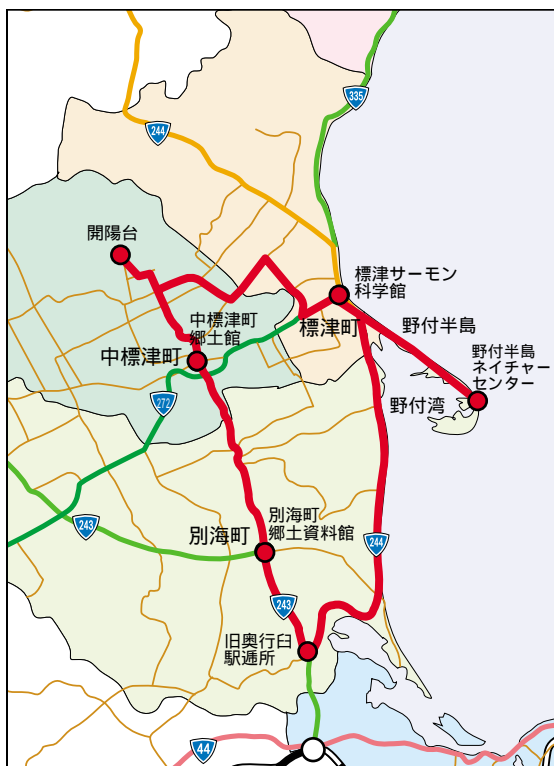 335
244
開陽台
標津サーモン
科学館
中標津町
郷土館
標津町
野付半島
中標津町
野付半島
ネイチャー
センター
272
野付湾
243
別海町
別海町
郷土資料館
244
243
旧奥行臼
駅逓所
44